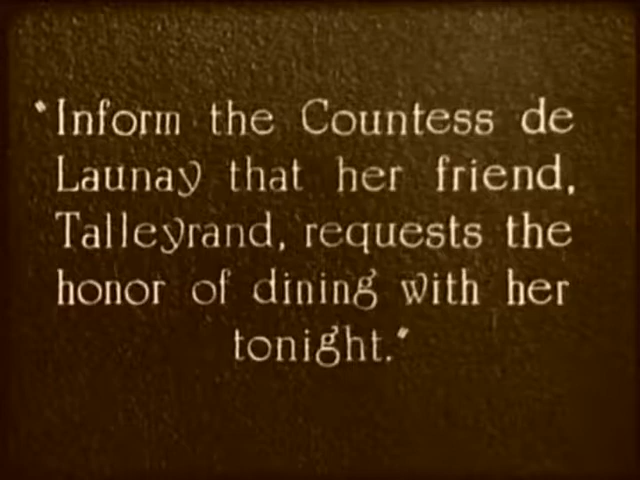 "Inform the Countess de
Launay that her friend,
Talleyrand, requests the
honor of dining with her
tonight."